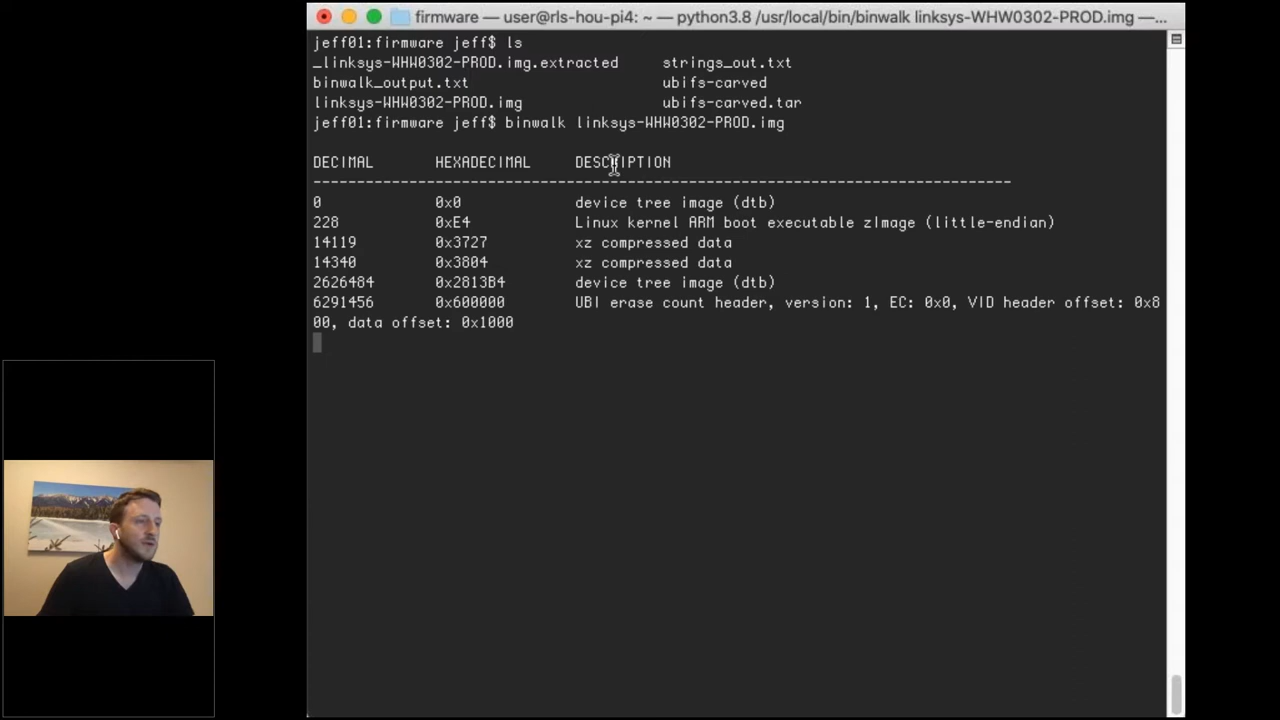 firmware — user@rls-hou-pi4: ~ — python3.8 /usr/local/bin/binwalk linksys-WHW0302-PROD.img —...
jeff01:firmware jeff$ ls
_linksys-WHW0302-PROD.img.extracted strings_out.txt
binwalk_output.txt ubifs-carved
linksys-WHW0302-PROD.img ubifs-carved.tar
jeff01:firmware jeff$ binwalk linksys-WHW0302-PROD.img
DECIMAL HEXADECIMAL DESCRIPTION
--------------------------------------------------------------------------------
0 0x0 device tree image (dtb)
228 0xE4 Linux kernel ARM boot executable zImage (little-endian)
14119 0x3727 xz compressed data
14340 0x3804 xz compressed data
2626484 0x2813B4 device tree image (dtb)
6291456 0x600000 UBI erase count header, version: 1, EC: 0x0, VID header offset: 0x8
00, data offset: 0x1000